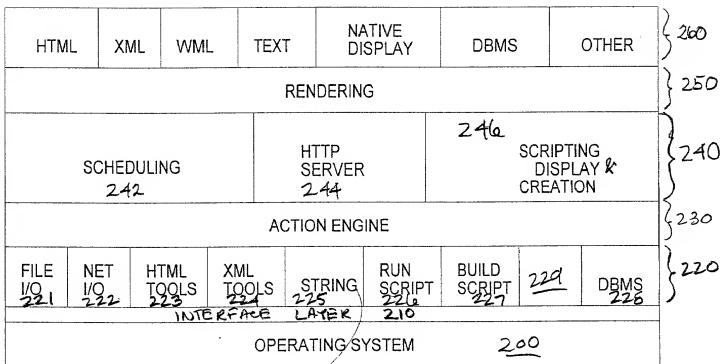 HTML XML WML TEXT NATIVE DISPLAY DBMS OTHER 260
RENDERING 250
SCHEDULING 242 HTTP SERVER 244 246 SCRIPTING DISPLAY & CREATION 240
ACTION ENGINE 230
FILE I/O 221 NET I/O 222 HTML TOOLS 223 XML TOOLS 224 STRING 225 RUN SCRIPT 226 BUILD SCRIPT 227 229 DBMS 228 220
INTERFACE LAYER 210
OPERATING SYSTEM 200